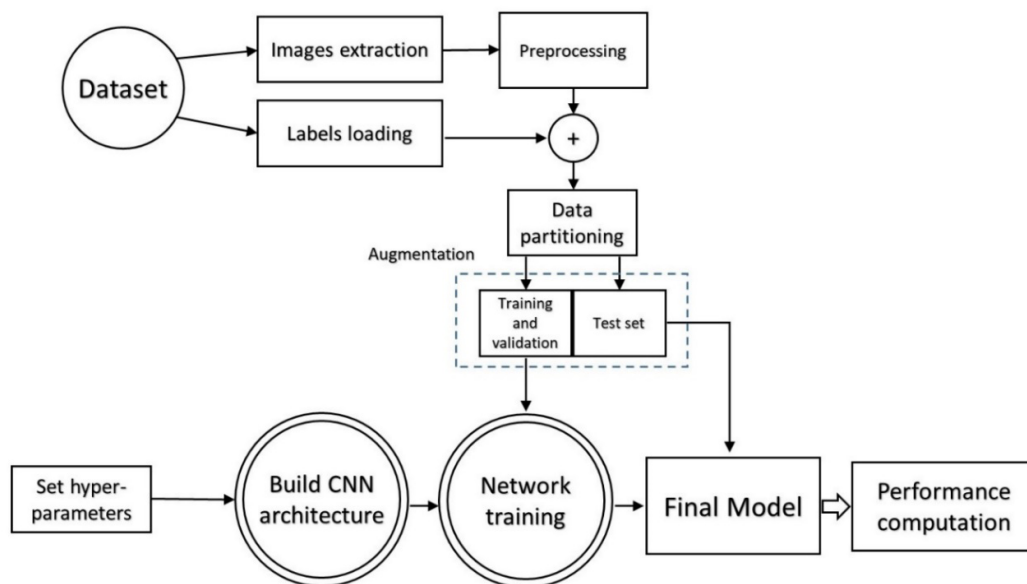 Images extraction
Preprocessing
Dataset
Labels loading
+
Data
partitioning
Augmentation
Training
and
validation
Test set
Set hyper-
parameters
Build CNN
architecture
Network
training
Final Model
Performance
computation